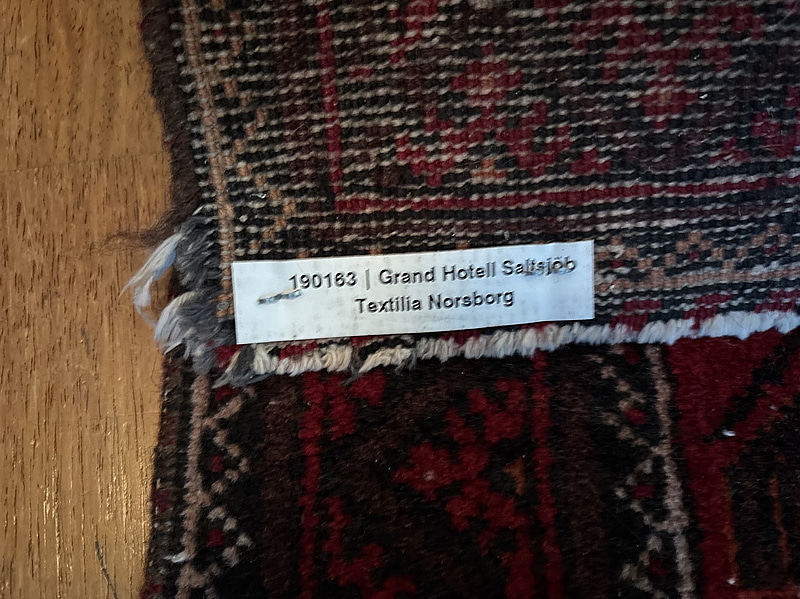 190163 | Grand Hotell Saltsjöb
Textilia Norsborg